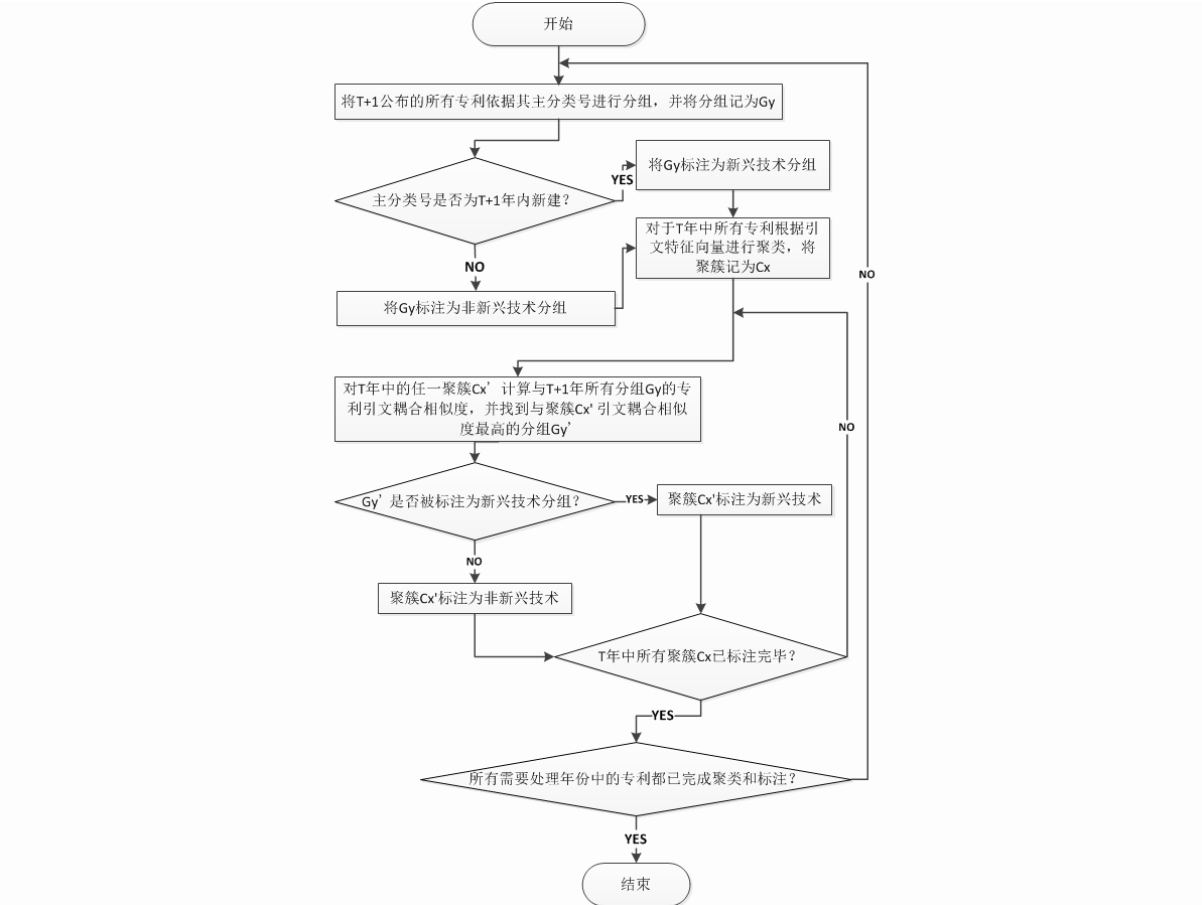 开始
将T+1公布的所有专利依据其主分类号进行分组，并将分组记为Gy
主分类号是否为T+1年内新建？
YES
将Gy标注为新兴技术分组
NO
将Gy标注为非新兴技术分组
对于T年中所有专利根据引
文特征向量进行聚类，将
聚簇记为Cx
NO
对T年中的任一聚簇Cx’计算与T+1年所有分组Gy的专
利引文耦合相似度，并找到与聚簇Cx'引文耦合相似
度最高的分组Gy’
NO
Gy’是否被标注为新兴技术分组？
YES
聚簇Cx'标注为新兴技术
NO
聚簇Cx'标注为非新兴技术
T年中所有聚簇Cx已标注完毕？
YES
所有需要处理年份中的专利都已完成聚类和标注？
YES
结束